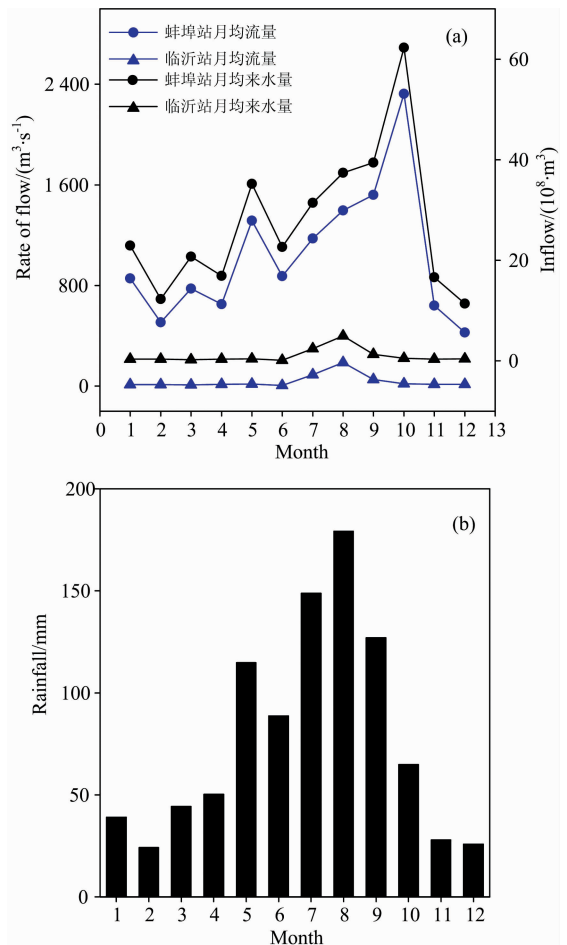 (a)
蚌埠站月均流量
临沂站月均流量
蚌埠站月均来水量
临沂站月均来水量
Rate of flow/(m³·s⁻¹)
2 400
1 600
800
0
Inflow/(10⁸·m³)
60
40
20
0
0 1 2 3 4 5 6 7 8 9 10 11 12 13
Month
(b)
Rainfall/mm
200
150
100
50
0
1 2 3 4 5 6 7 8 9 10 11 12
Month